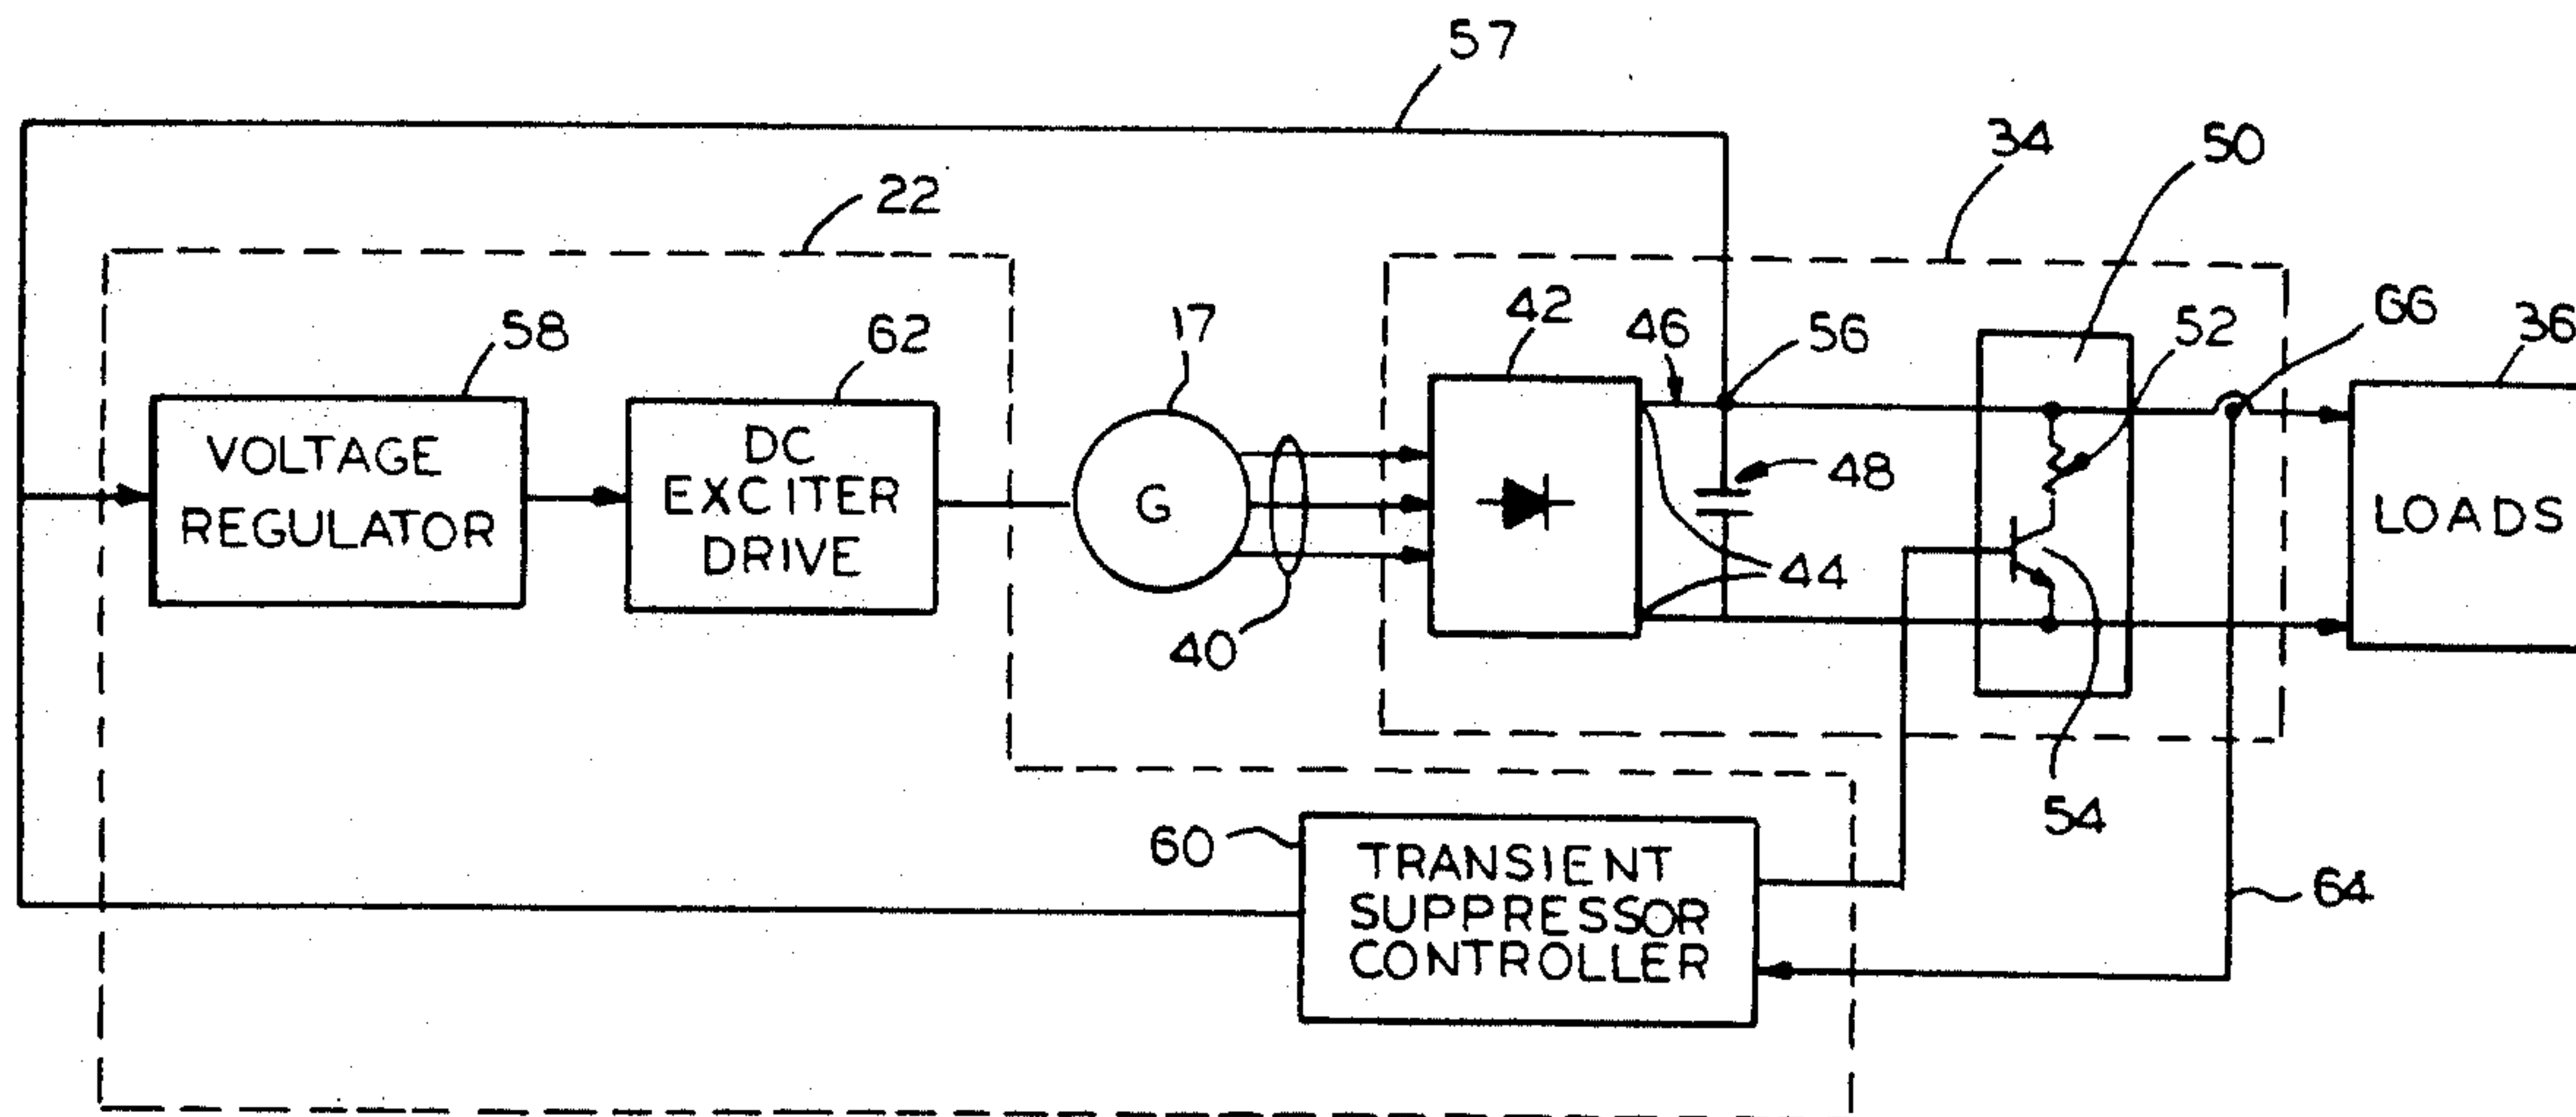 57
34
50
22
58
62
17
42
46
56
66
52
36
VOLTAGE
REGULATOR
DC
EXCITER
DRIVE
G
48
LOADS
44
40
54
60
TRANSIENT
SUPPRESSOR
CONTROLLER
64